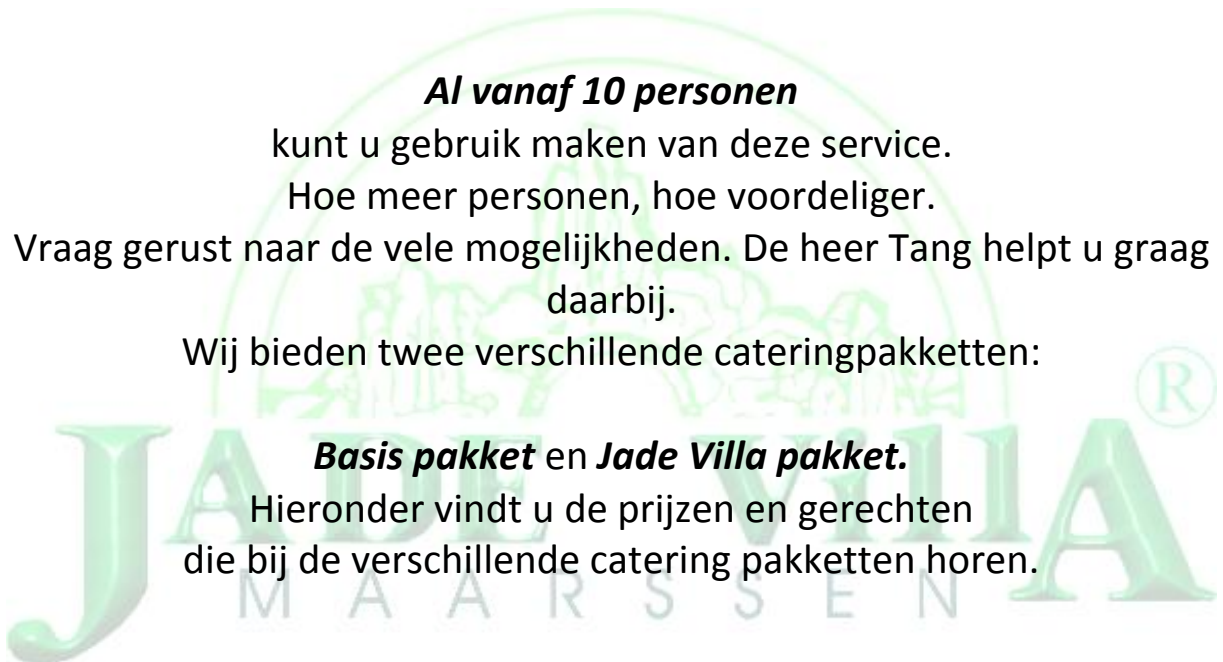 Al vanaf 10 personen
kunt u gebruik maken van deze service.
Hoe meer personen, hoe voordeliger.
Vraag gerust naar de vele mogelijkheden. De heer Tang helpt u graag
daarbij.
Wij bieden twee verschillende cateringpakketten:
Basis pakket en Jade Villa pakket.
Hieronder vindt u de prijzen en gerechten
die bij de verschillende catering pakketten horen.
JADE VillA ®
MAARSSEN